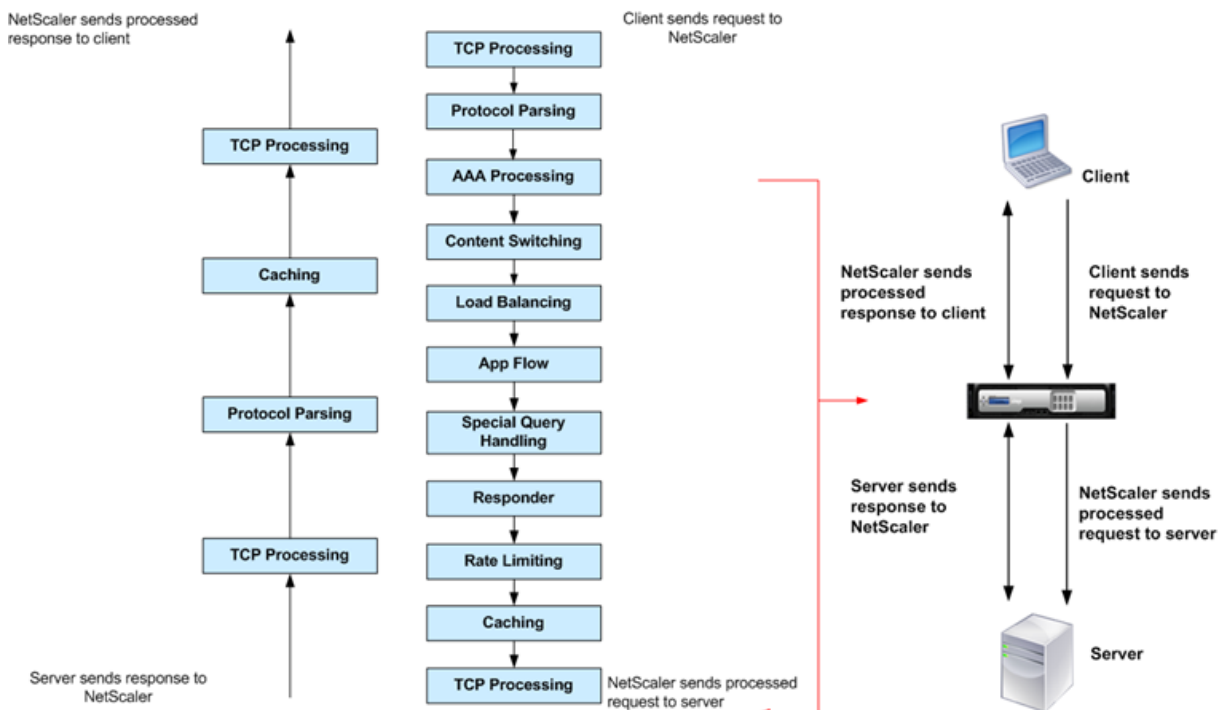 NetScaler sends processed
response to client
Client sends request to
NetScaler
TCP Processing
Protocol Parsing
AAA Processing
Content Switching
Load Balancing
App Flow
Special Query
Handling
Responder
Rate Limiting
Caching
TCP Processing
NetScaler sends processed
request to server
TCP Processing
Caching
Protocol Parsing
TCP Processing
Server sends response to
NetScaler
Client
NetScaler sends
processed
response to client
Client sends
request to
NetScaler
Server sends
response to
NetScaler
NetScaler sends
processed
request to server
Server